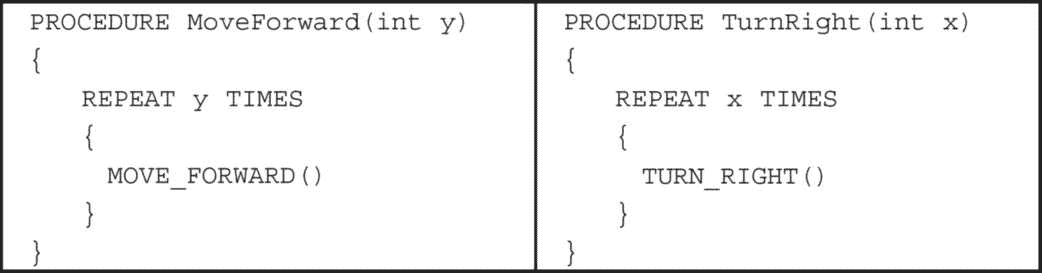 PROCEDURE MoveForward(int y)
{
REPEAT y TIMES
{
MOVE_FORWARD()
}
}
PROCEDURE TurnRight(int x)
{
REPEAT x TIMES
{
TURN_RIGHT()
}
}